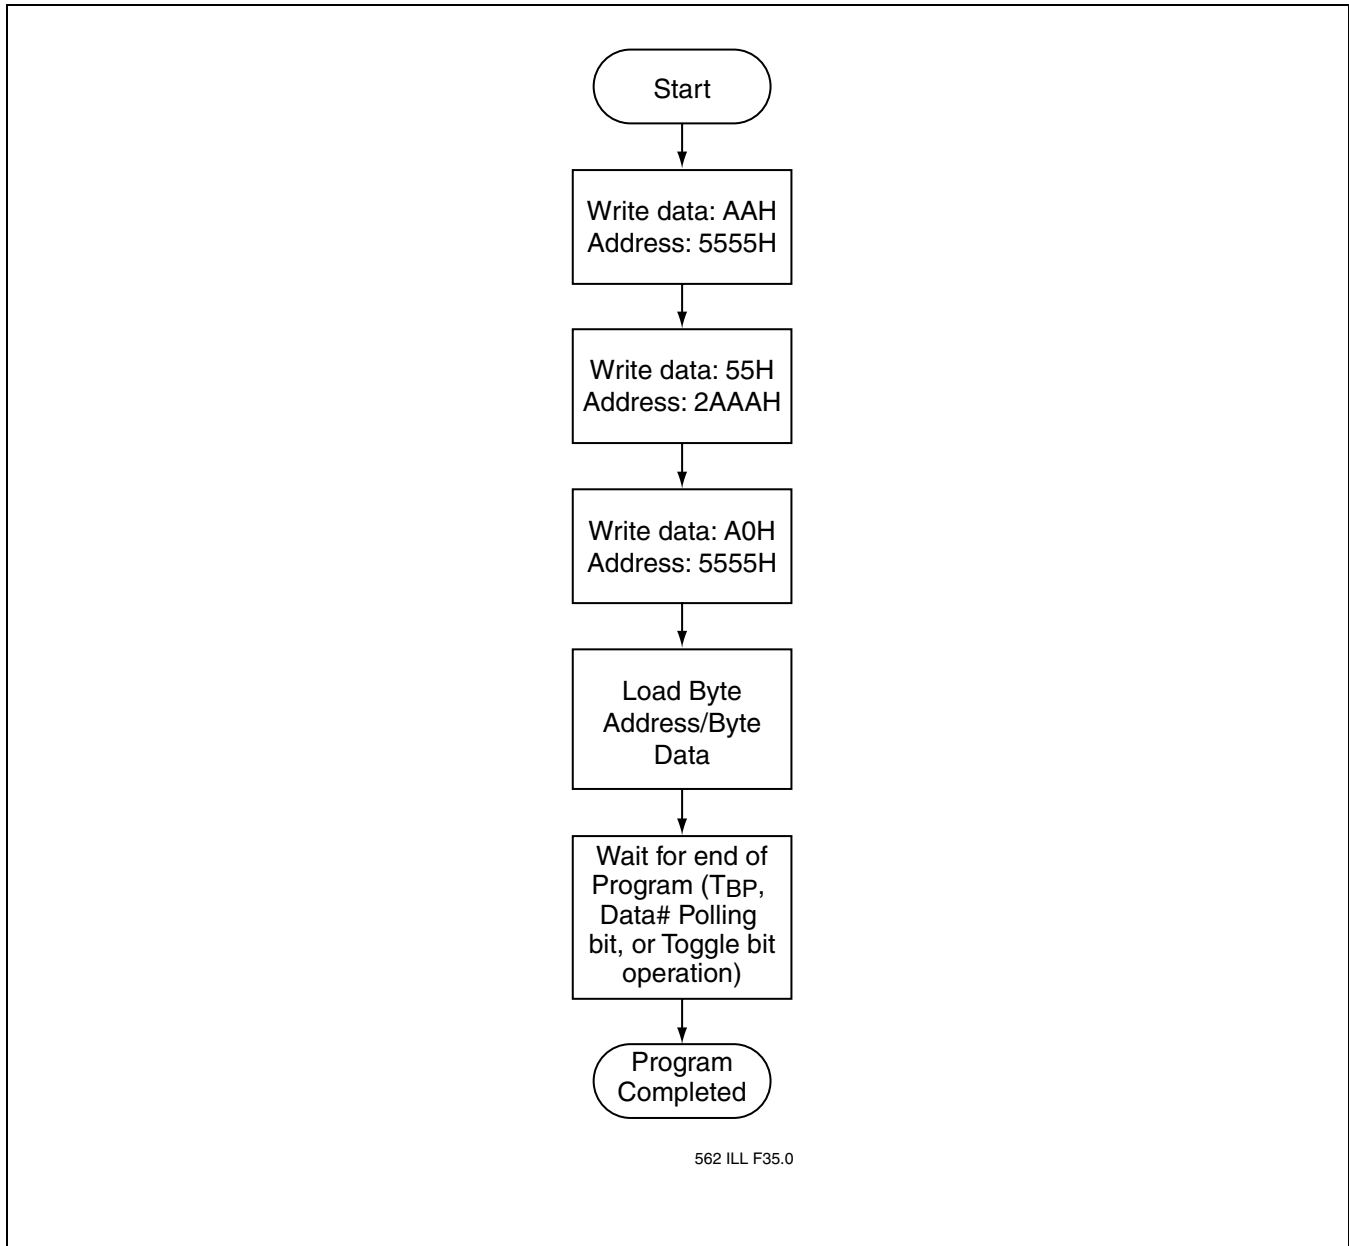 Start
Write data: AAH
Address: 5555H
Write data: 55H
Address: 2AAAH
Write data: A0H
Address: 5555H
Load Byte
Address/Byte
Data
Wait for end of
Program (TBP,
Data# Polling
bit, or Toggle bit
operation)
Program
Completed
562 ILL F35.0